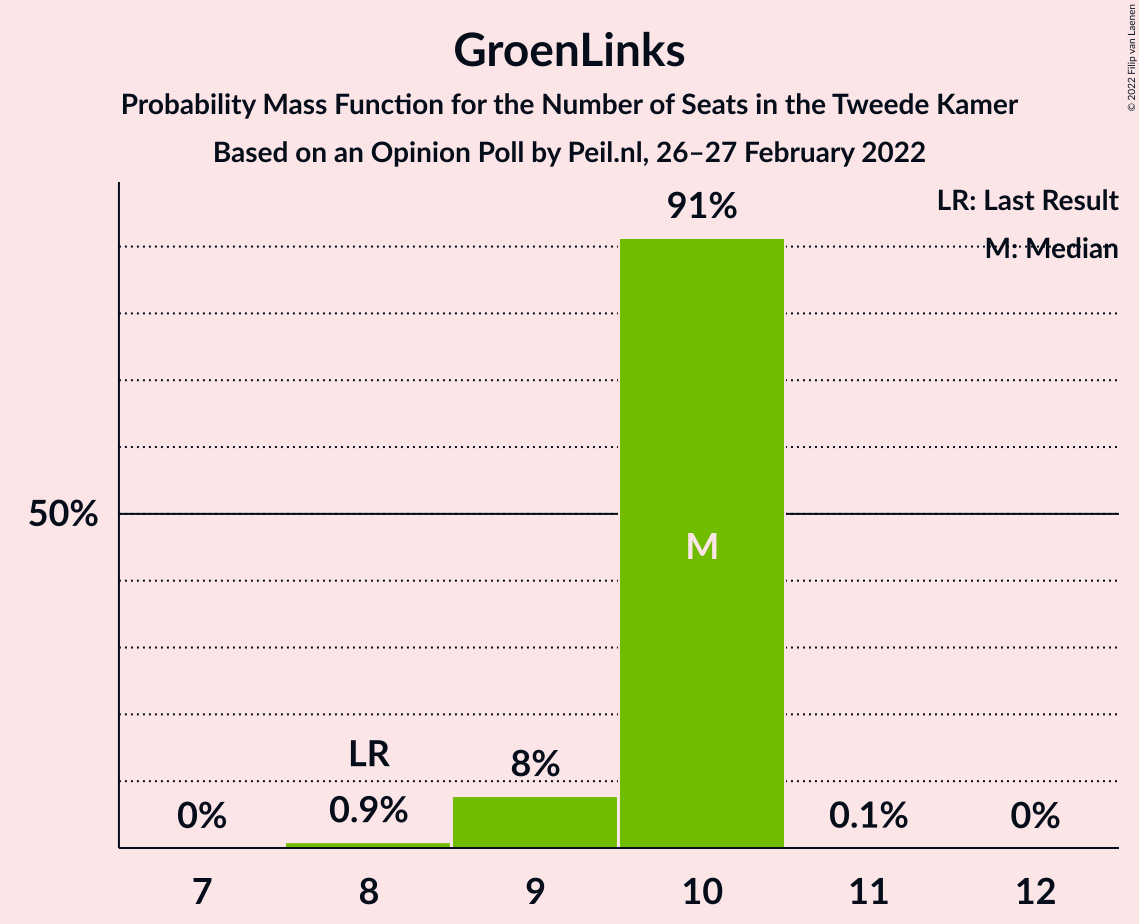 GroenLinks
Probability Mass Function for the Number of Seats in the Tweede Kamer
Based on an Opinion Poll by Peil.nl, 26–27 February 2022
© 2022 Filip van Laenen
LR: Last Result
M: Median
91%
50%
M
LR
8%
0%
0.9%
0.1%
0%
7
8
9
10
11
12